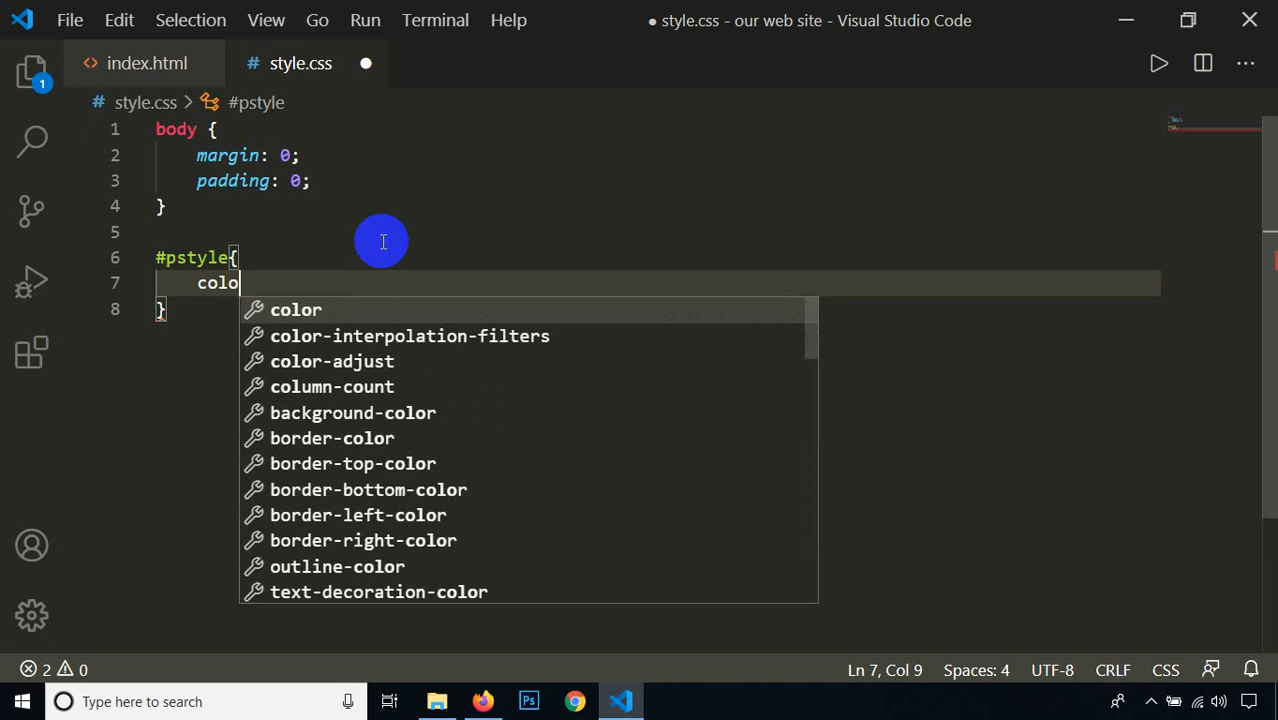 File Edit Selection View Go Run Terminal Help ● style.css - our web site - Visual Studio Code
1
<> index.html # style.css ●
# style.css > #pstyle
1 body {
2 margin: 0;
3 padding: 0;
4 }
5
6 #pstyle{
7 colo
8 }
color
color-interpolation-filters
color-adjust
column-count
background-color
border-color
border-top-color
border-bottom-color
border-left-color
border-right-color
outline-color
text-decoration-color
2 0 Ln 7, Col 9 Spaces: 4 UTF-8 CRLF CSS
Type here to search Ps